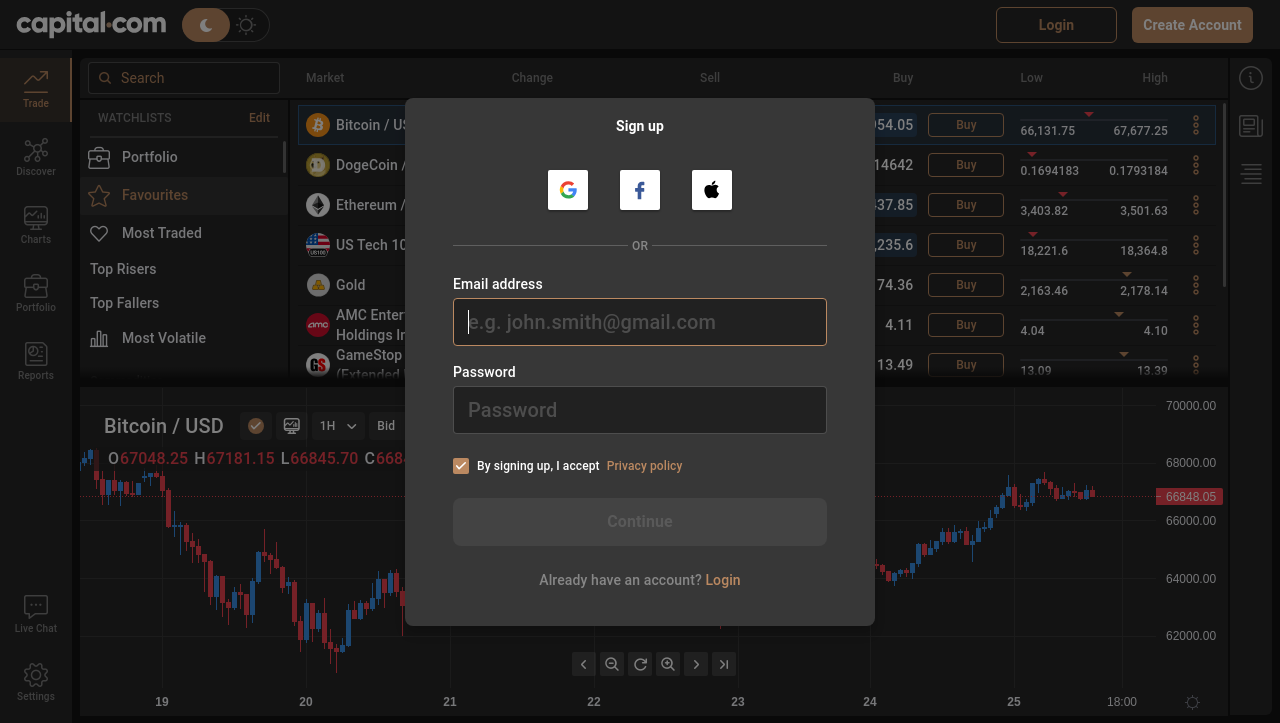 capital.com
Login
Create Account
Trade
Discover
Charts
Portfolio
Reports
Live Chat
Settings
Search
WATCHLISTS
Edit
Portfolio
Favourites
Most Traded
Top Risers
Top Fallers
Most Volatile
Market Change Sell Buy Low High
Bitcoin / US 954.05 Buy 66,131.75 67,677.25
DogeCoin / 14642 Buy 0.1694183 0.1793184
Ethereum / 37.85 Buy 3,403.82 3,501.63
US Tech 10 ,235.6 Buy 18,221.6 18,364.8
Gold 74.36 Buy 2,163.46 2,178.14
AMC Enter
Holdings In 4.11 Buy 4.04 4.10
GameStop
(Extended 13.49 Buy 13.09 13.39
Sign up
OR
Email address
e.g. john.smith@gmail.com
Password
Password
By signing up, I accept Privacy policy
Continue
Already have an account? Login
Bitcoin / USD
1H
Bid
O67048.25 H67181.15 L66845.70 C668
70000.00
68000.00
66848.05
66000.00
64000.00
62000.00
19 20 21 22 23 24 25 18:00